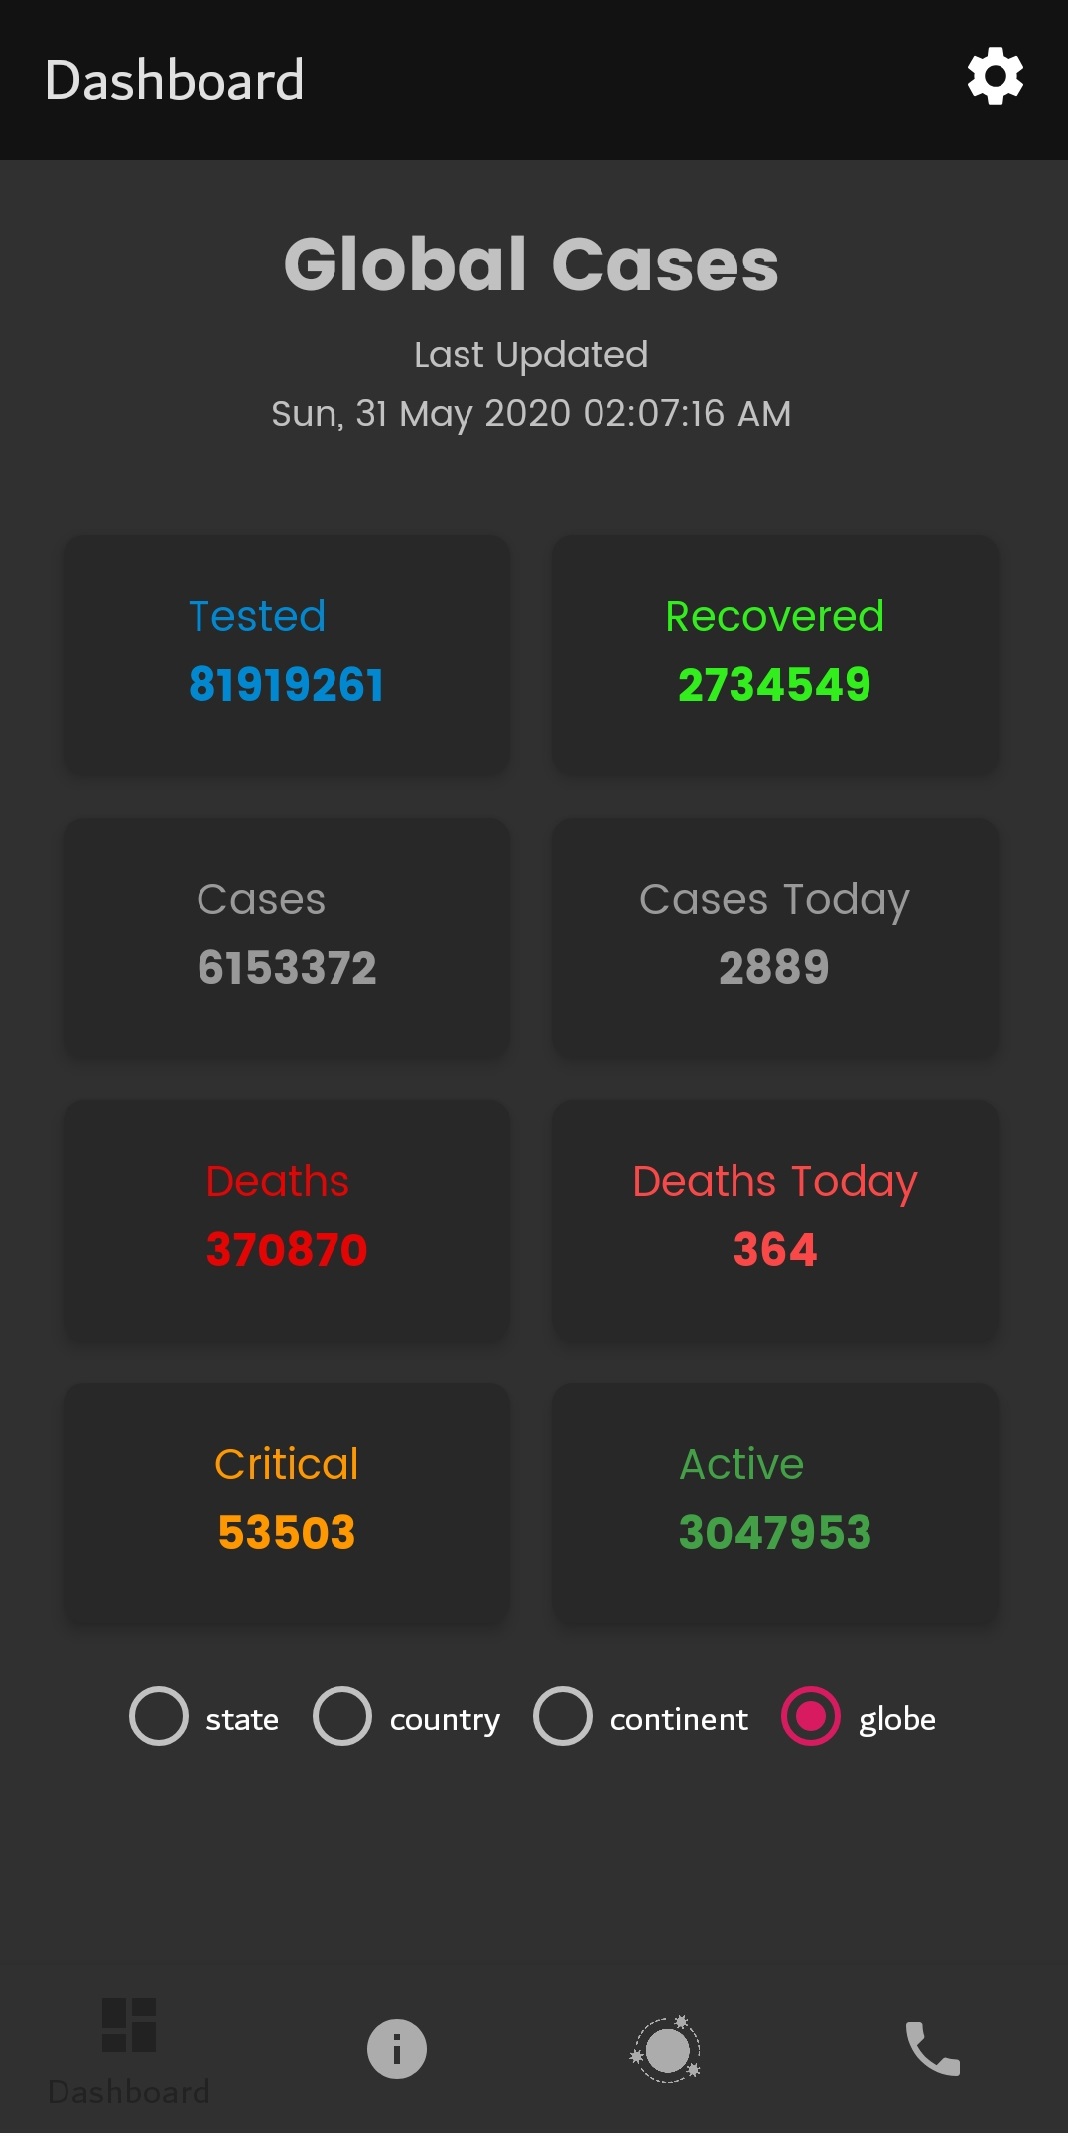 Dashboard
Global Cases
Last Updated
Sun, 31 May 2020 02:07:16 AM
Tested
81919261
Recovered
2734549
Cases
6153372
Cases Today
2889
Deaths
370870
Deaths Today
364
Critical
53503
Active
3047953
state
country
continent
globe
Dashboard